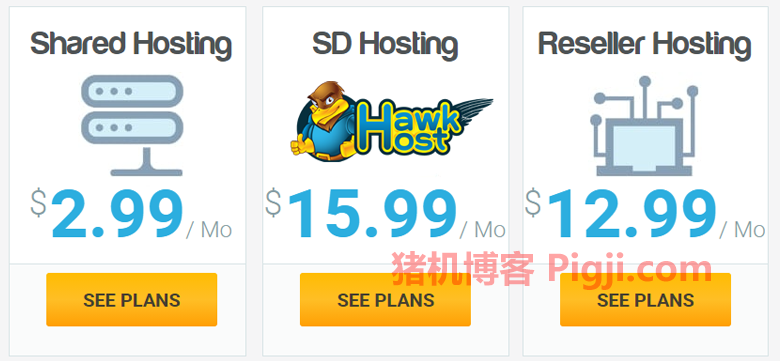 Shared Hosting
$2.99/ Mo
SEE PLANS
SD Hosting
Hawk
Host
$15.99/ Mo
SEE PLANS
Reseller Hosting
$12.99/ Mo
SEE PLANS
猪机博客 Pigji.com